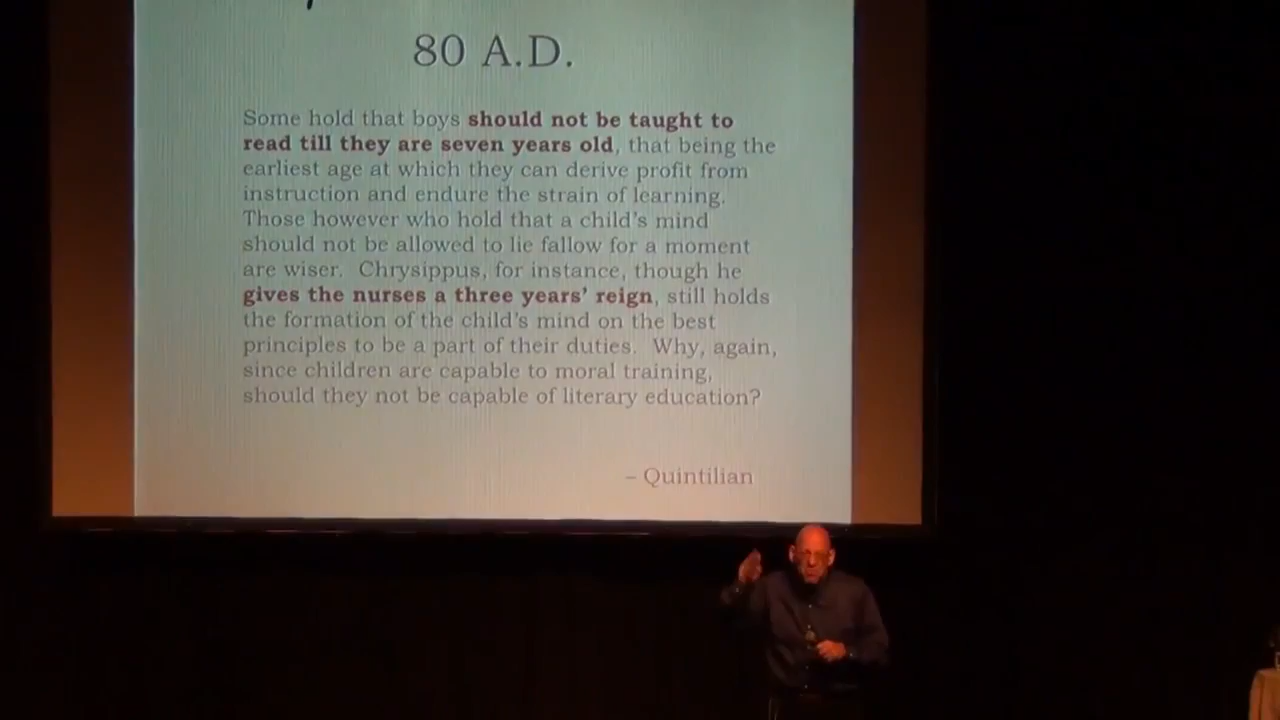 80 A.D.
Some hold that boys should not be taught to
read till they are seven years old, that being the
earliest age at which they can derive profit from
instruction and endure the strain of learning.
Those however who hold that a child's mind
should not be allowed to lie fallow for a moment
are wiser. Chrysippus, for instance, though he
gives the nurses a three years' reign, still holds
the formation of the child's mind on the best
principles to be a part of their duties. Why, again,
since children are capable to moral training,
should they not be capable of literary education?
– Quintilian